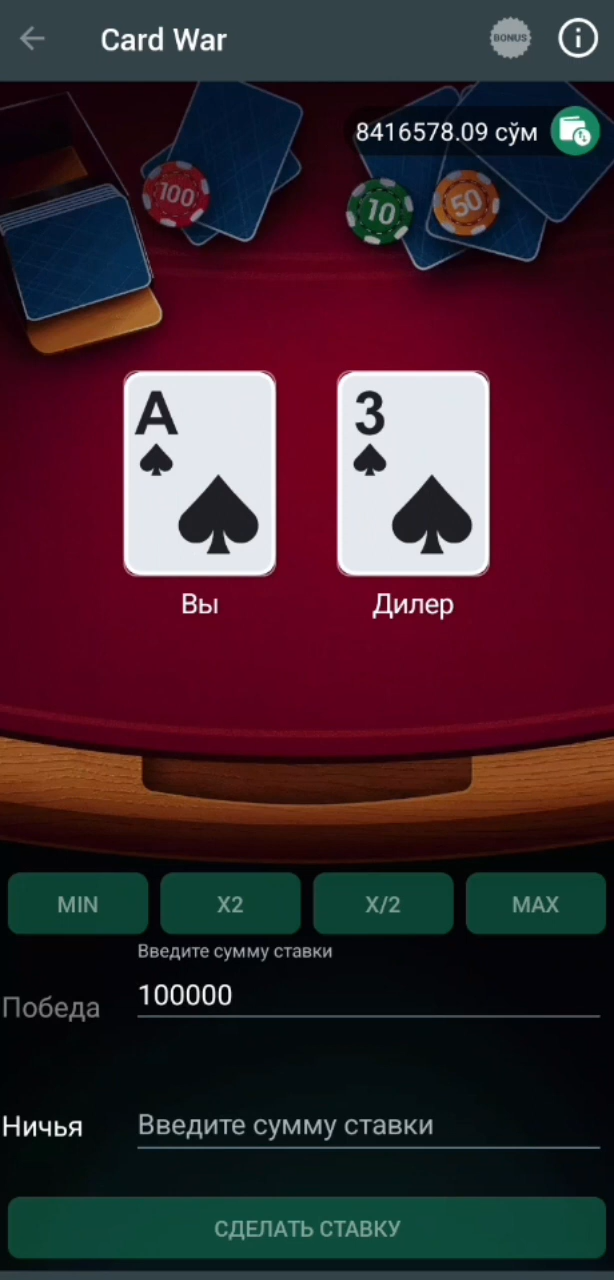 Card War
BONUS
8416578.09 сўм
100
10
50
A
3
Вы
Дилер
MIN
X2
X/2
MAX
Введите сумму ставки
Победа
100000
Ничья
Введите сумму ставки
СДЕЛАТЬ СТАВКУ